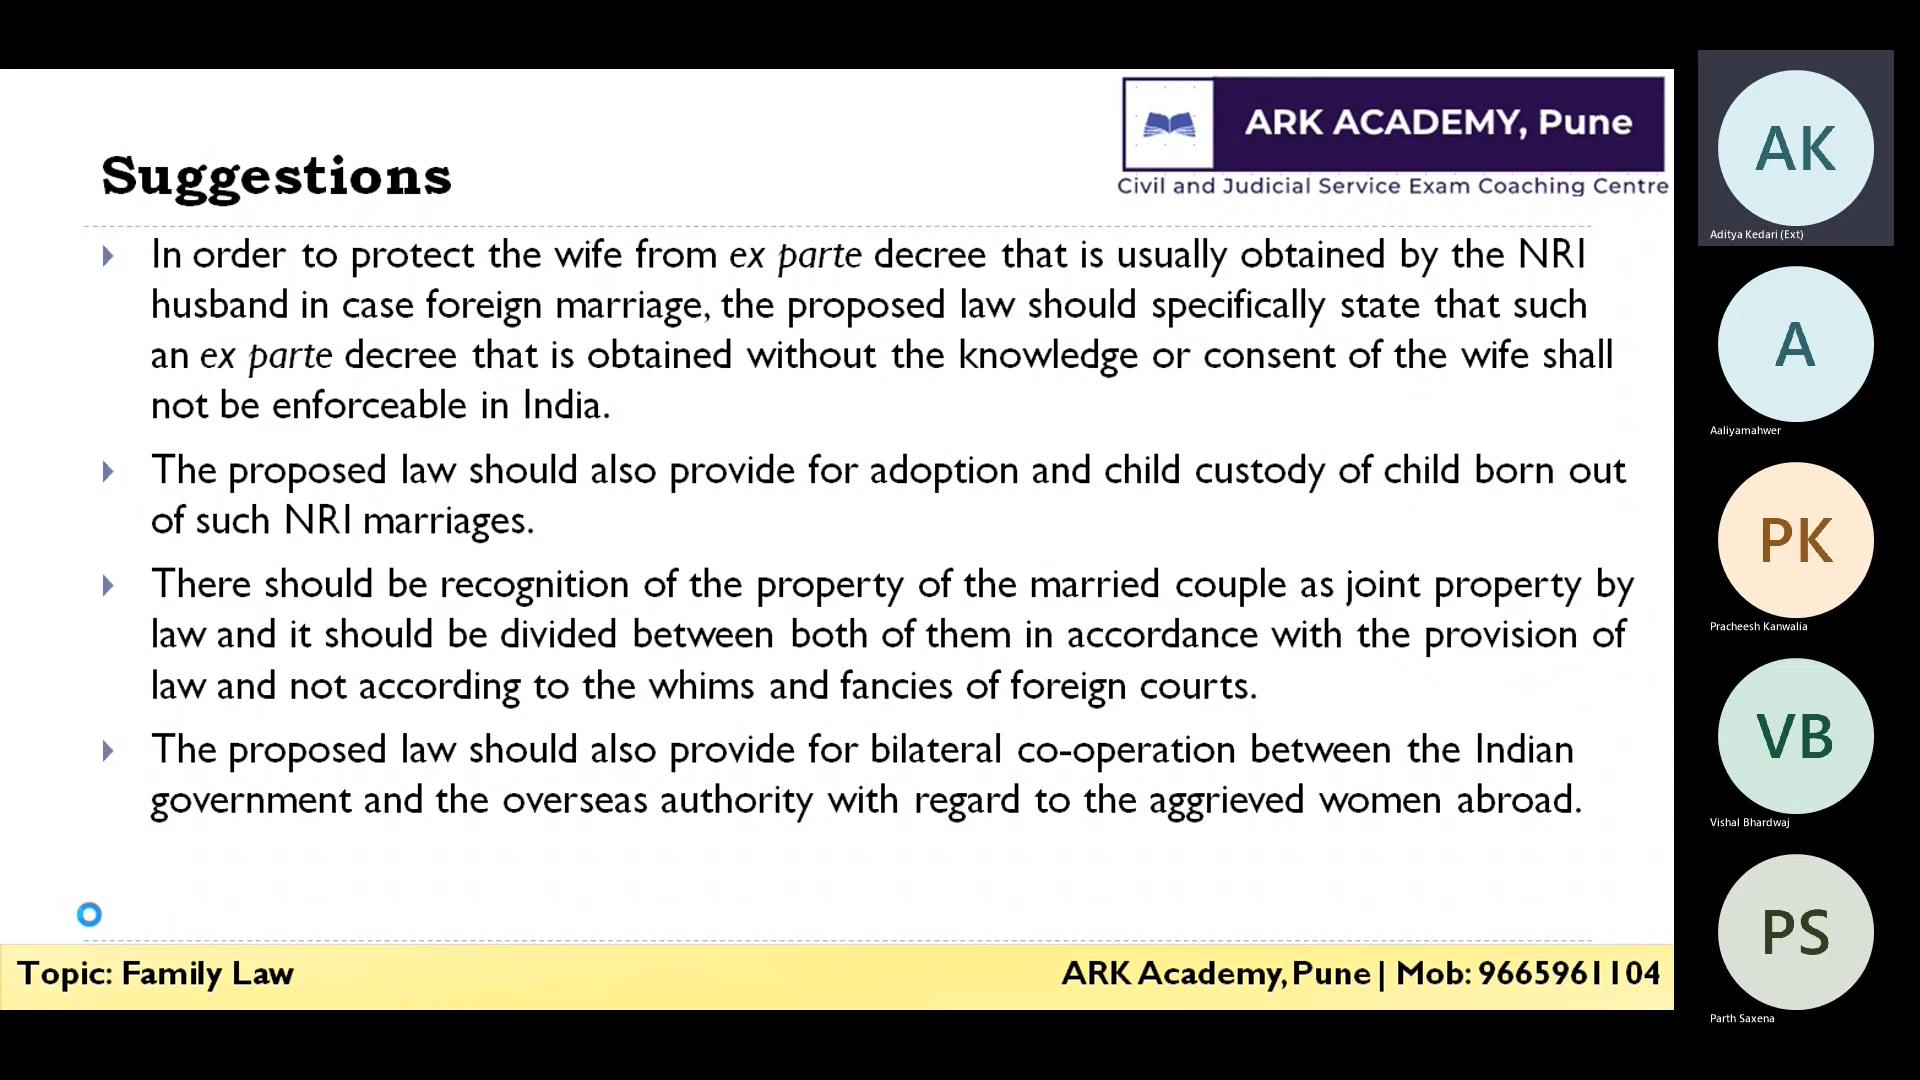 ARK ACADEMY, Pune
Civil and Judicial Service Exam Coaching Centre
Suggestions
In order to protect the wife from ex parte decree that is usually obtained by the NRI
husband in case foreign marriage, the proposed law should specifically state that such
an ex parte decree that is obtained without the knowledge or consent of the wife shall
not be enforceable in India.
The proposed law should also provide for adoption and child custody of child born out
of such NRI marriages.
There should be recognition of the property of the married couple as joint property by
law and it should be divided between both of them in accordance with the provision of
law and not according to the whims and fancies of foreign courts.
The proposed law should also provide for bilateral co-operation between the Indian
government and the overseas authority with regard to the aggrieved women abroad.
Topic: Family Law
ARK Academy, Pune | Mob: 9665961104
AK
Aditya Kedari (Ext)
A
Aaliyamahwer
PK
Pracheesh Kanwalia
VB
Vishal Bhardwaj
PS
Parth Saxena